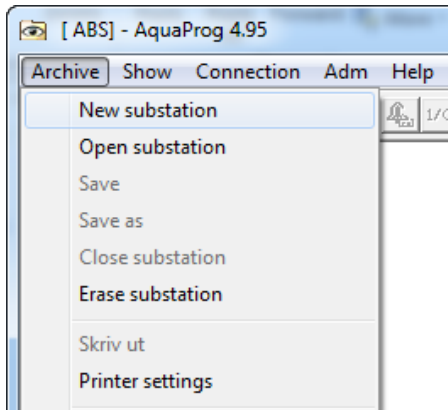 [ ABS] - AquaProg 4.95
Archive Show Connection Adm Help
New substation
Open substation
Save
Save as
Close substation
Erase substation
Skriv ut
Printer settings